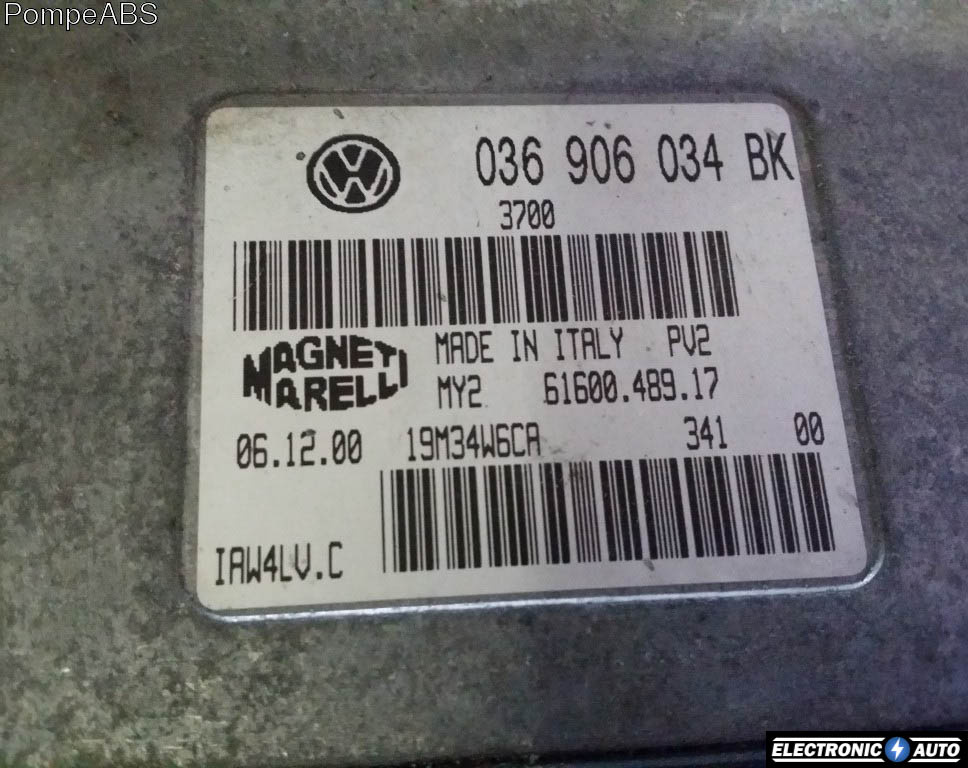 PompeABS
036 906 034 BK
3700
MAGNETI MARELLI
MADE IN ITALY PV2
MY2 61600.489.17
06.12.00 19M34W6CA 341 00
IAW4LV.C
ELECTRONIC AUTO